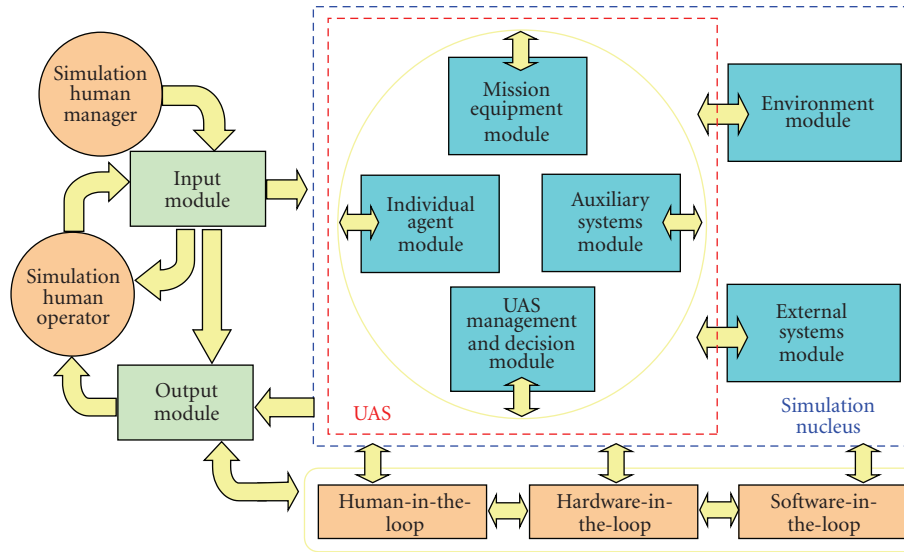 Simulation
human
manager
Input
module
Simulation
human
operator
Output
module
Mission
equipment
module
Individual
agent
module
Auxiliary
systems
module
UAS
management
and decision
module
UAS
Environment
module
External
systems
module
Simulation
nucleus
Human-in-the-
loop
Hardware-in-
the-loop
Software-in-
the-loop